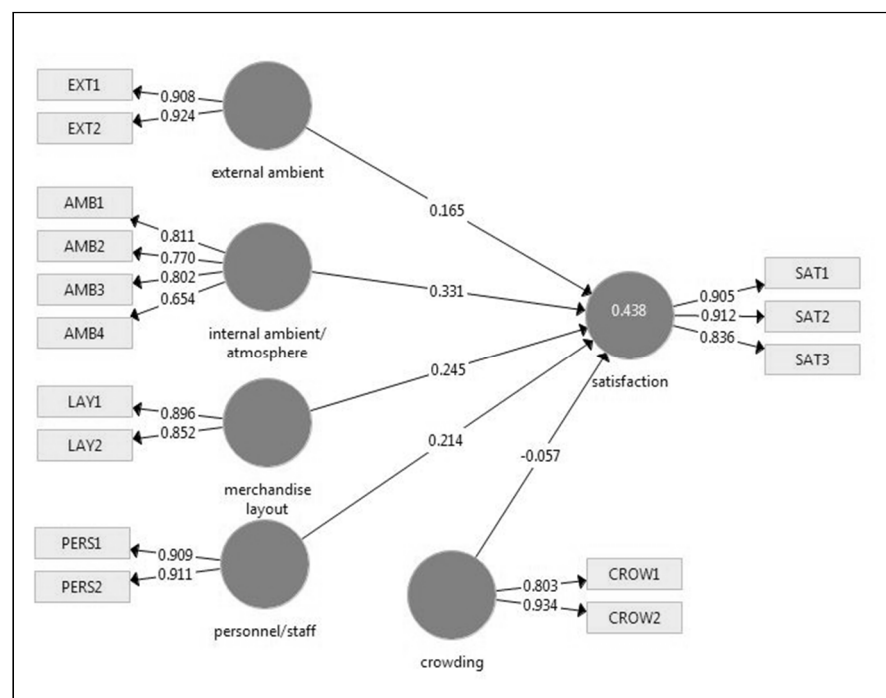 EXT1
0.908
EXT2
0.924
external ambient
0.165
AMB1
0.811
AMB2
0.770
AMB3
0.802
AMB4
0.654
internal ambient/
atmosphere
0.331
LAY1
0.896
LAY2
0.852
merchandise
layout
0.245
PERS1
0.909
PERS2
0.911
personnel/staff
0.214
0.438
satisfaction
0.905
SAT1
0.912
SAT2
0.836
SAT3
-0.057
crowding
0.803
CROW1
0.934
CROW2